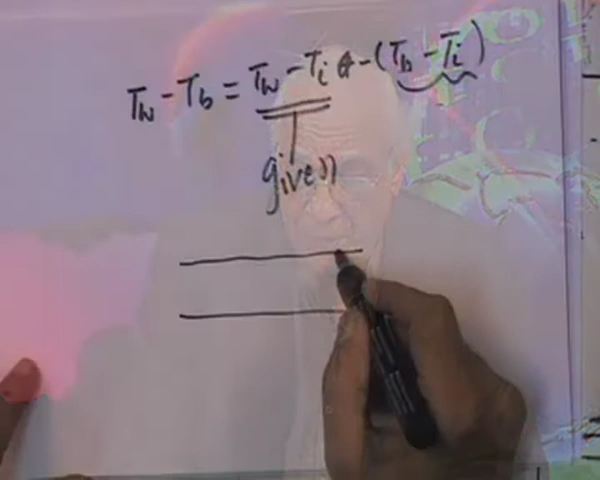 Tw - Tb = Tw - Ti - (Tb - Ti)
given